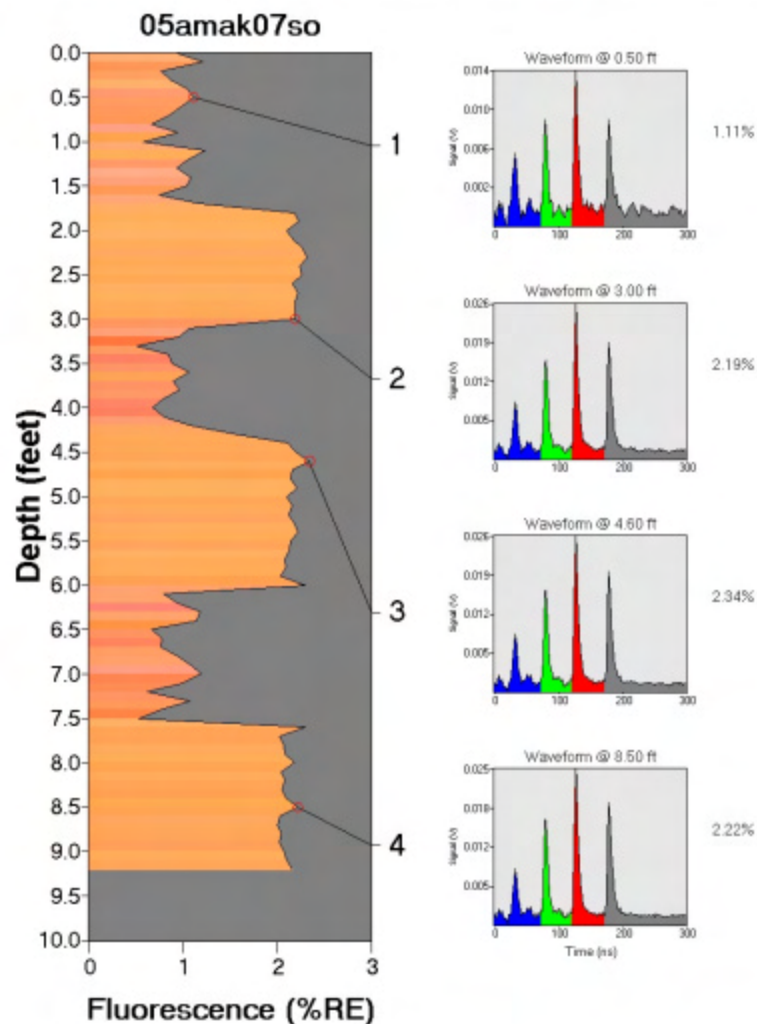 05amak07so
0.0
0.5
1.0
1.5
2.0
2.5
3.0
3.5
4.0
4.5
5.0
5.5
6.0
6.5
7.0
7.5
8.0
8.5
9.0
9.5
10.0
Depth (feet)
0 1 2 3
Fluorescence (%RE)
1
2
3
4
Waveform @ 0.50 ft
0.014
0.010
0.006
0.002
Signal (V)
0 100 200 300
1.11%
Waveform @ 3.00 ft
0.026
0.019
0.012
0.005
Signal (V)
0 100 200 300
2.19%
Waveform @ 4.60 ft
0.026
0.019
0.012
0.005
Signal (V)
0 100 200 300
2.34%
Waveform @ 8.50 ft
0.025
0.018
0.012
0.005
Signal (V)
0 100 200 300
Time (ns)
2.22%